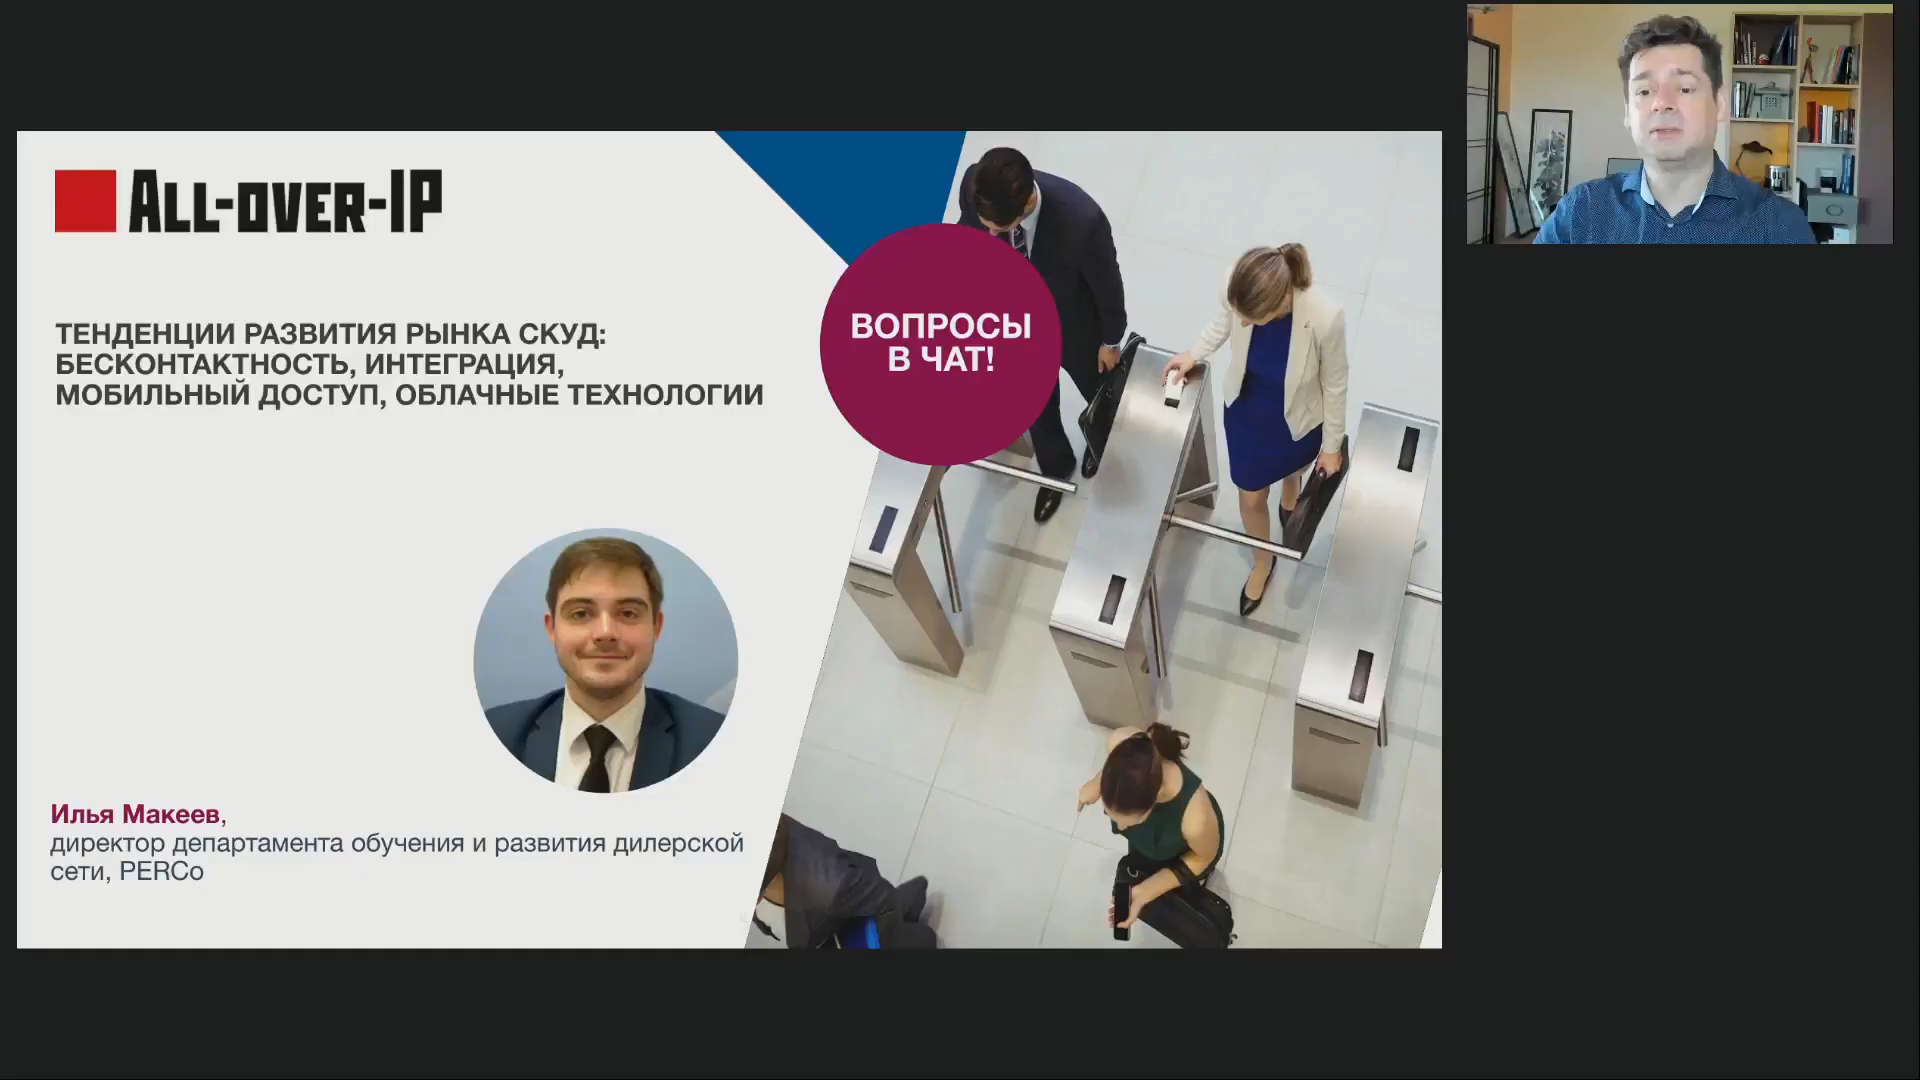 ALL-OVER-IP
ТЕНДЕНЦИИ РАЗВИТИЯ РЫНКА СКУД:
БЕСКОНТАКТНОСТЬ, ИНТЕГРАЦИЯ,
МОБИЛЬНЫЙ ДОСТУП, ОБЛАЧНЫЕ ТЕХНОЛОГИИ
ВОПРОСЫ
В ЧАТ!
Илья Макеев,
директор департамента обучения и развития дилерской
сети, PERCo